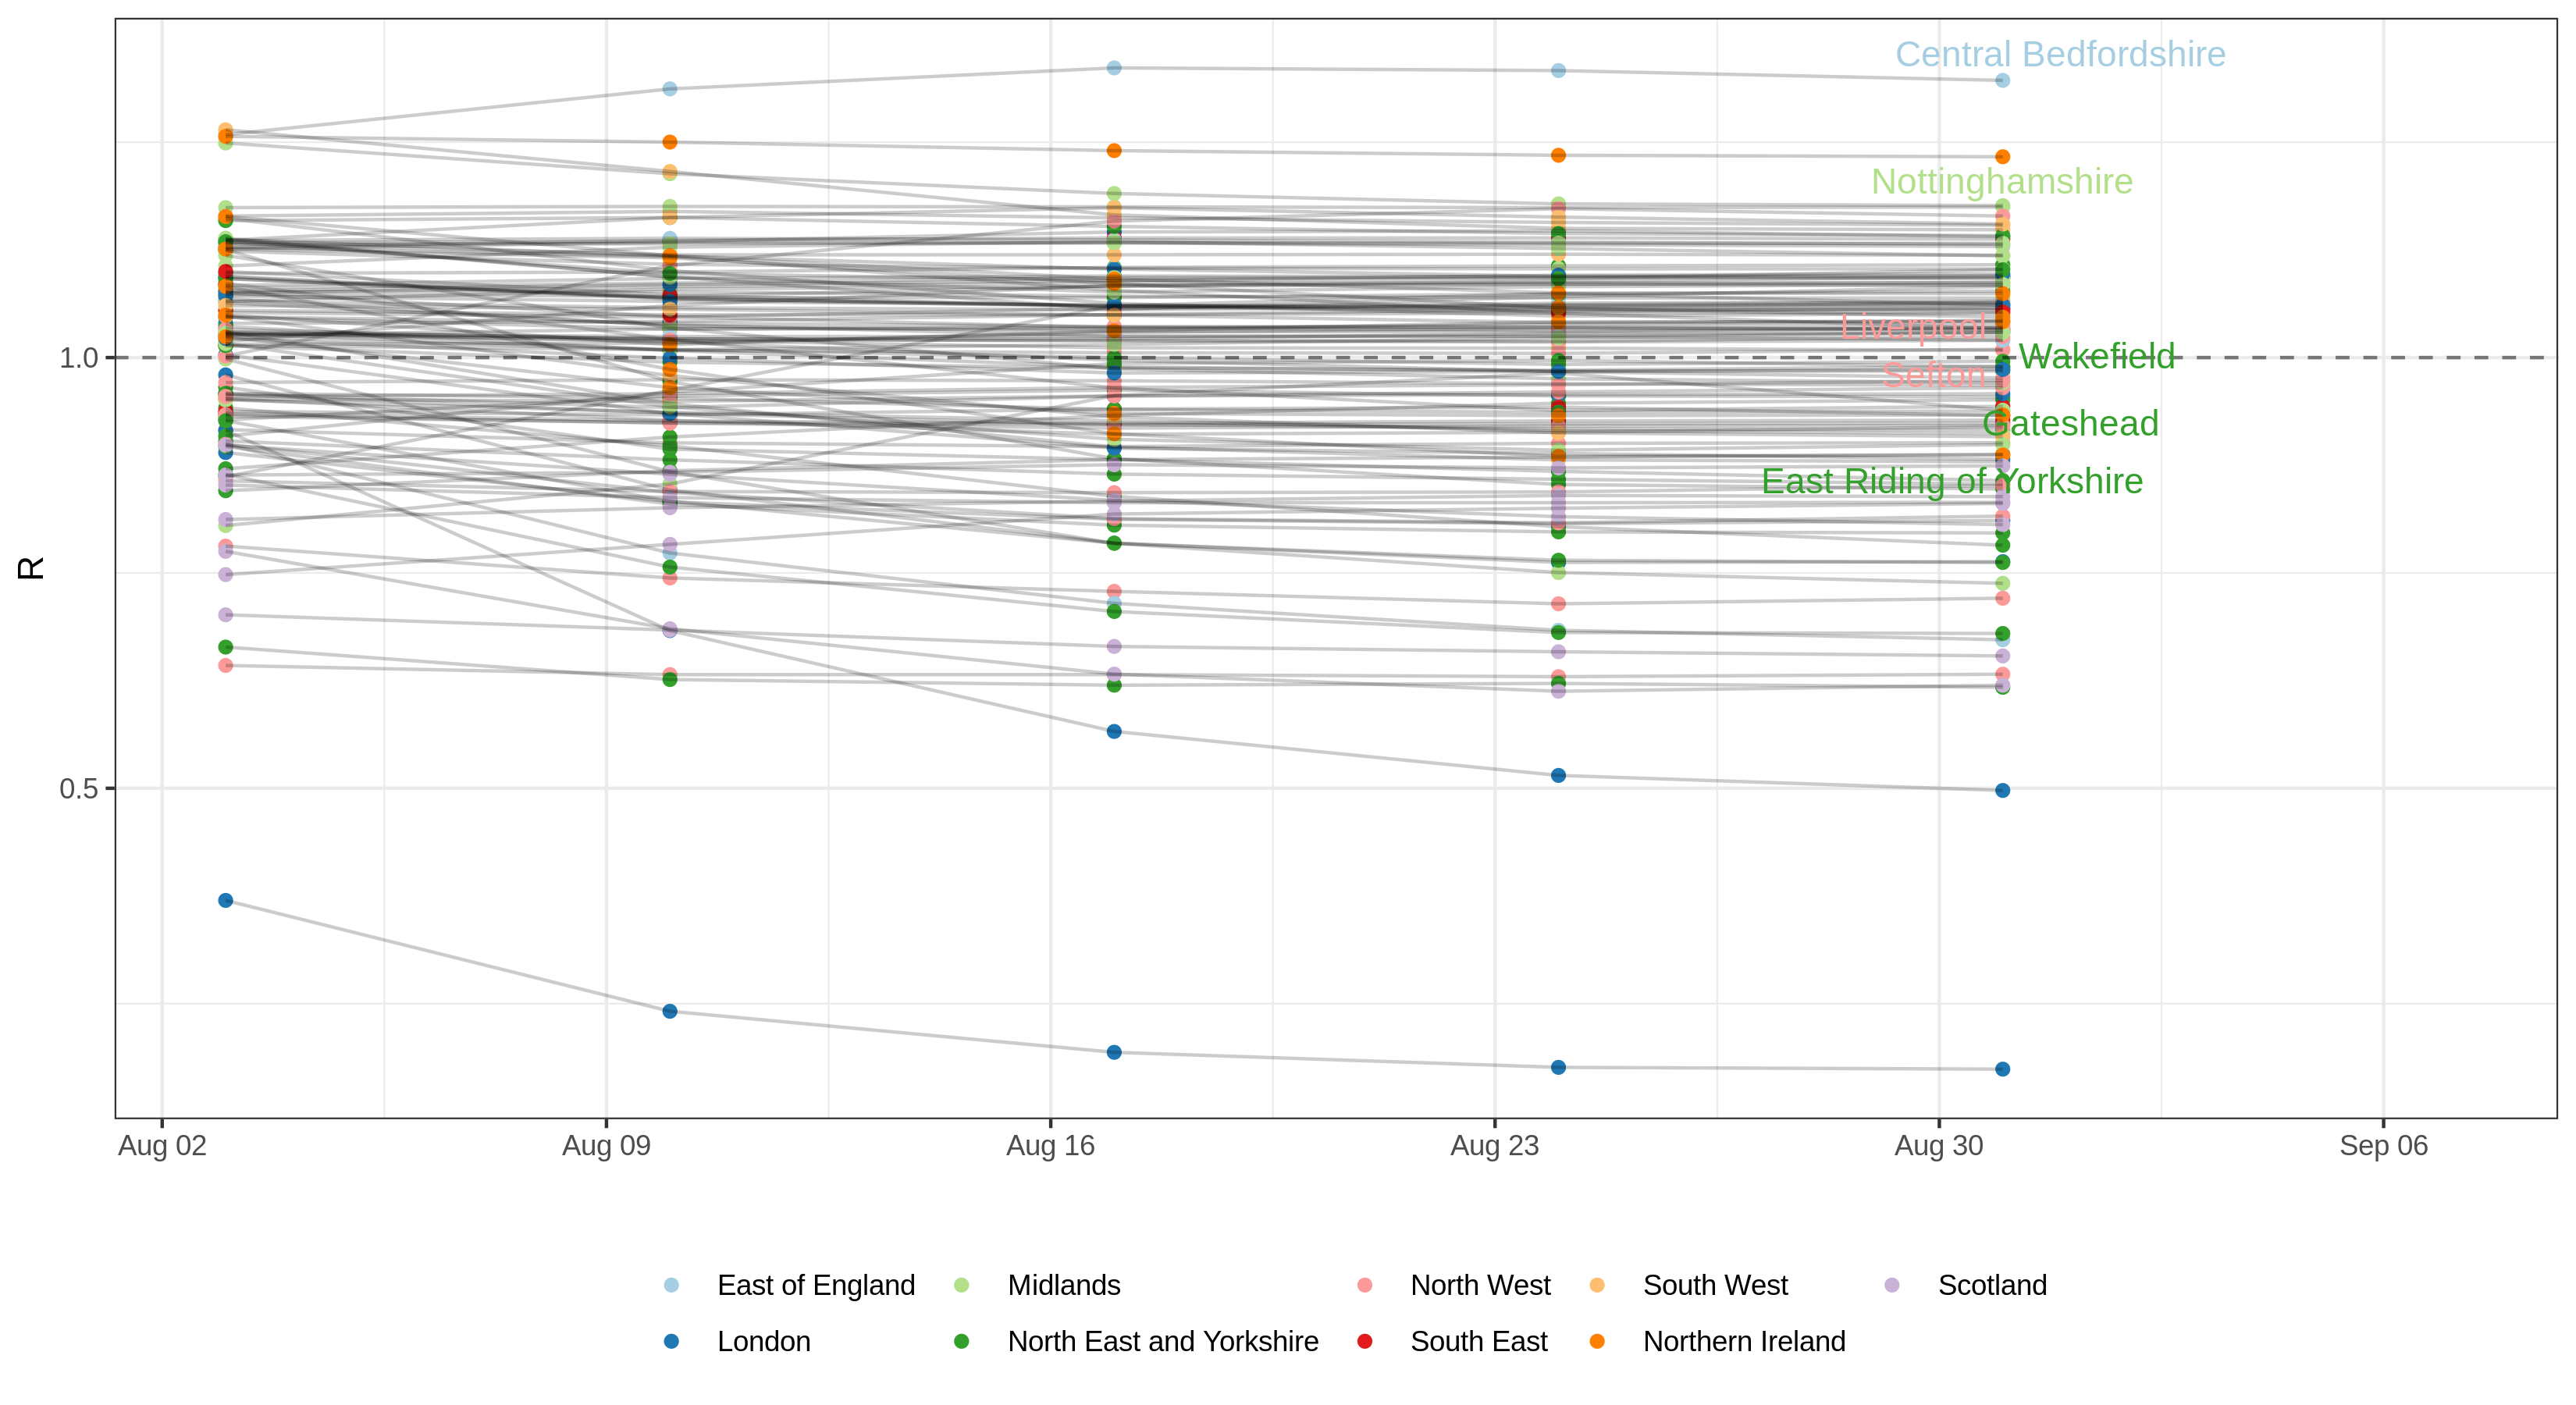 Central Bedfordshire
Nottinghamshire
Liverpool
1.0
Wakefield
Sefton
Gateshead
East Riding of Yorkshire
R
0.5
Aug 02
Aug 09
Aug 16
Aug 23
Aug 30
Sep 06
East of England
Midlands
North West
South West
Scotland
London
North East and Yorkshire
South East
Northern Ireland